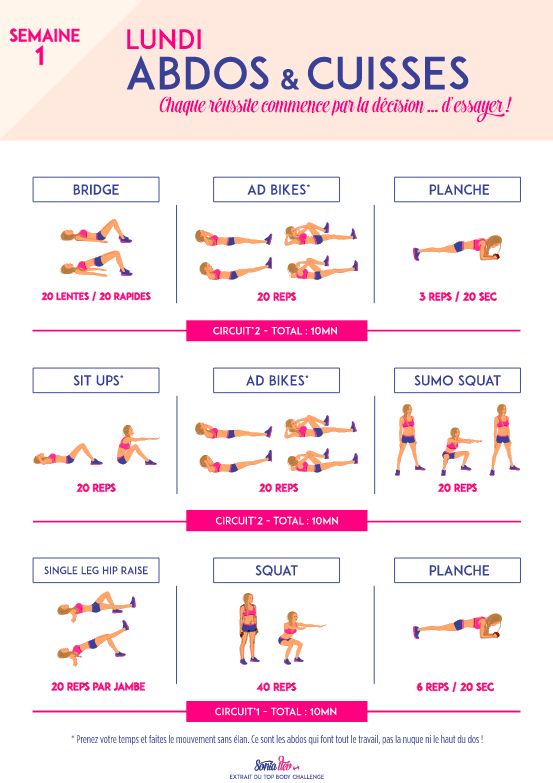 SEMAINE
1
LUNDI
ABDOS & CUISSES
Chaque réussite commence par la décision ... d'essayer !
BRIDGE
AD BIKES*
PLANCHE
20 LENTES / 20 RAPIDES
20 REPS
3 REPS / 20 SEC
CIRCUIT*2 - TOTAL : 10MN
SIT UPS*
AD BIKES*
SUMO SQUAT
20 REPS
20 REPS
20 REPS
CIRCUIT*2 - TOTAL : 10MN
SINGLE LEG HIP RAISE
SQUAT
PLANCHE
20 REPS PAR JAMBE
40 REPS
6 REPS / 20 SEC
CIRCUIT*1 - TOTAL : 10MN
* Prenez votre temps et faites le mouvement sans élan. Ce sont les abdos qui font tout le travail, pas la nuque ni le haut du dos !
Sonia Tlev
EXTRAIT DU TOP BODY CHALLENGE